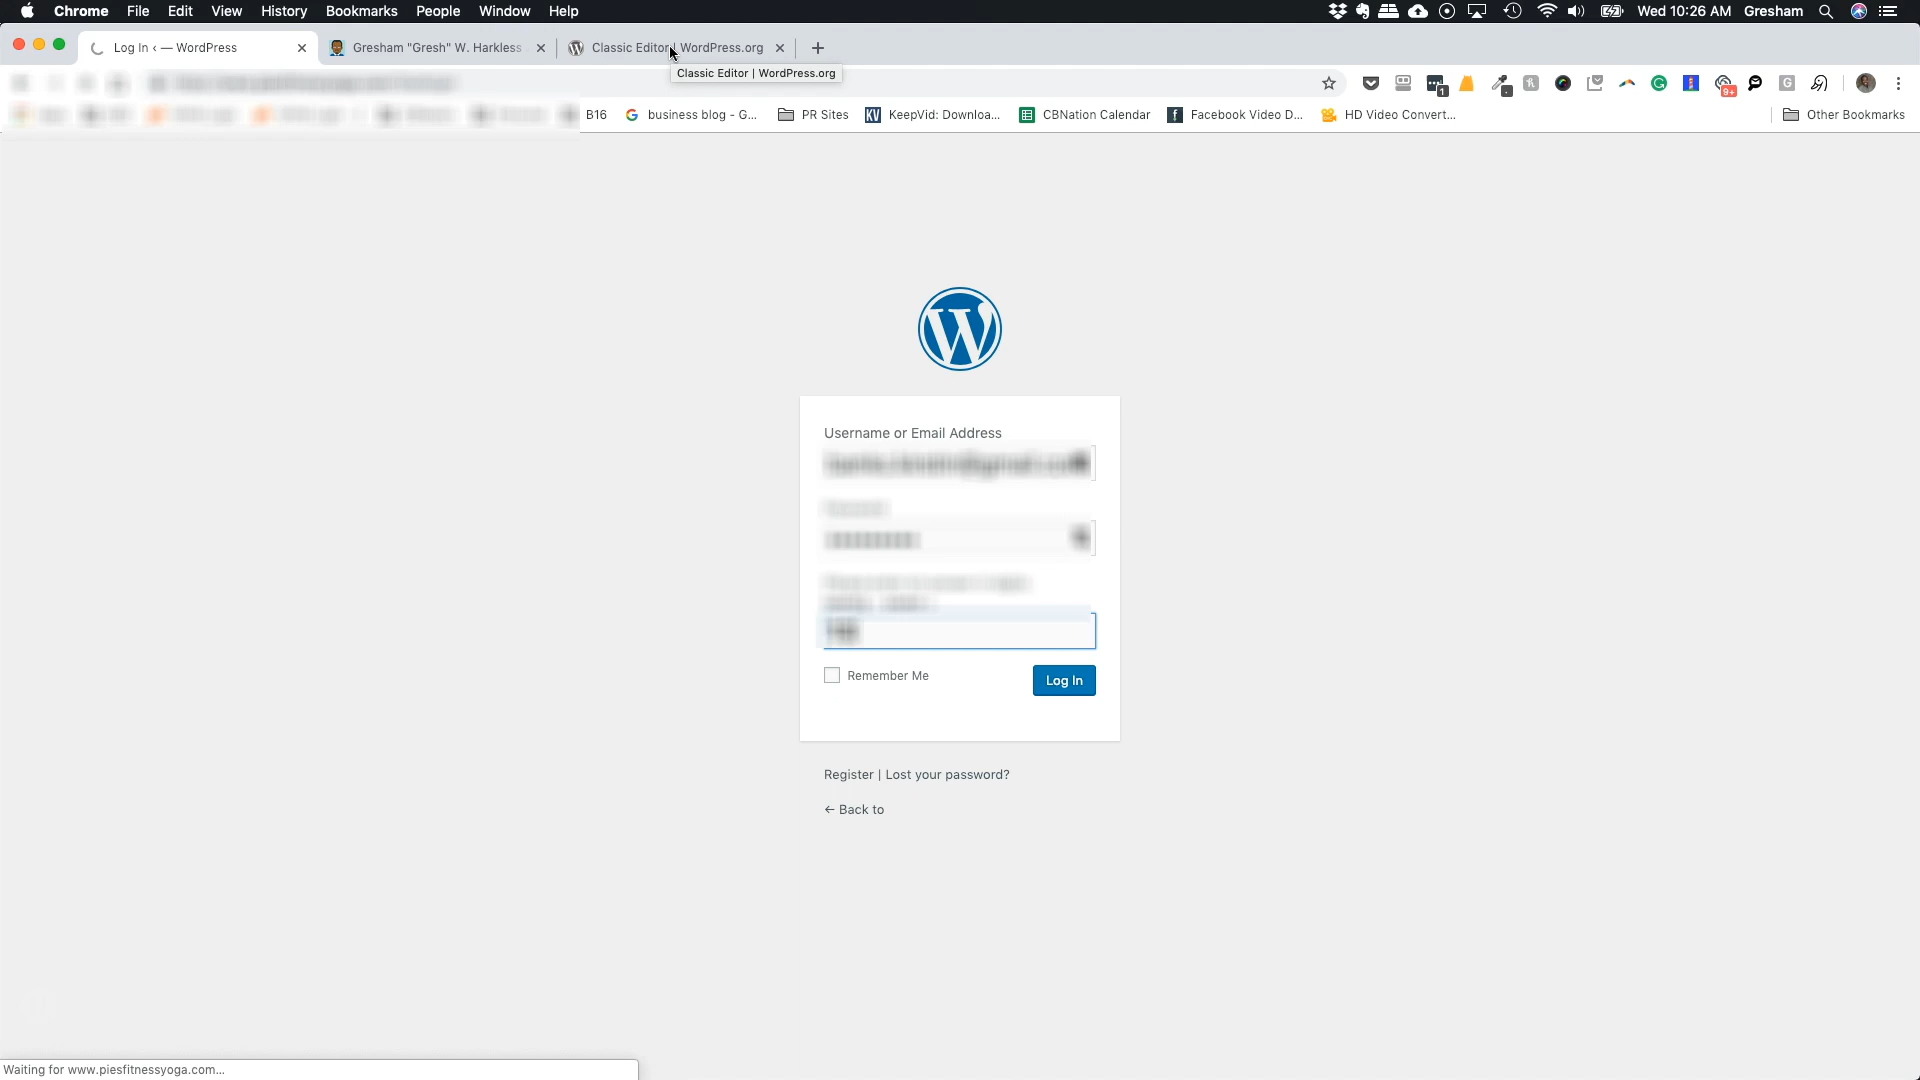 Chrome File Edit View History Bookmarks People Window Help Wed 10:26 AM Gresham
Log In ‹ — WordPress Gresham "Gresh" W. Harkless Classic Editor | WordPress.org
Classic Editor | WordPress.org
1 9+
B16 business blog - G... PR Sites KV KeepVid: Downloa... CBNation Calendar Facebook Video D... HD Video Convert... Other Bookmarks
Username or Email Address
Remember Me Log In
Register | Lost your password?
← Back to
Waiting for www.piesfitnessyoga.com...